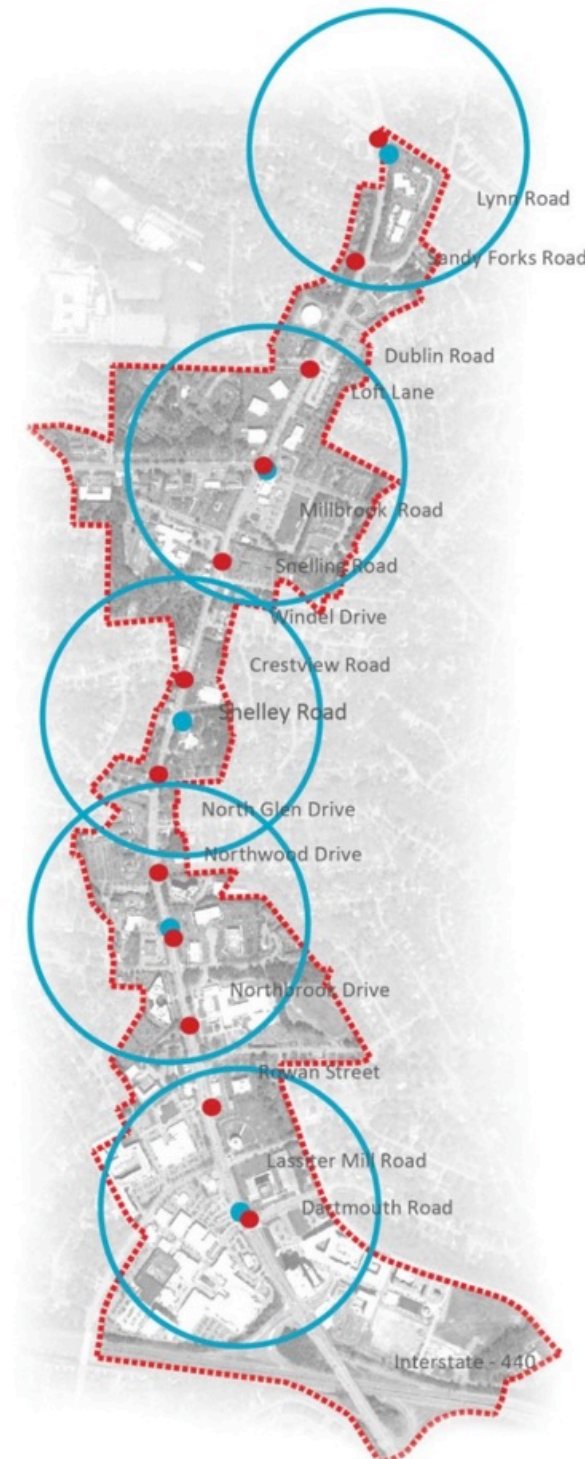 Lynn Road
Sandy Forks Road
Dublin Road
Loft Lane
Millbrook Road
Snelling Road
Windel Drive
Crestview Road
Shelley Road
North Glen Drive
Northwood Drive
Northbrook Drive
Rowan Street
Lassiter Mill Road
Dartmouth Road
Interstate - 440